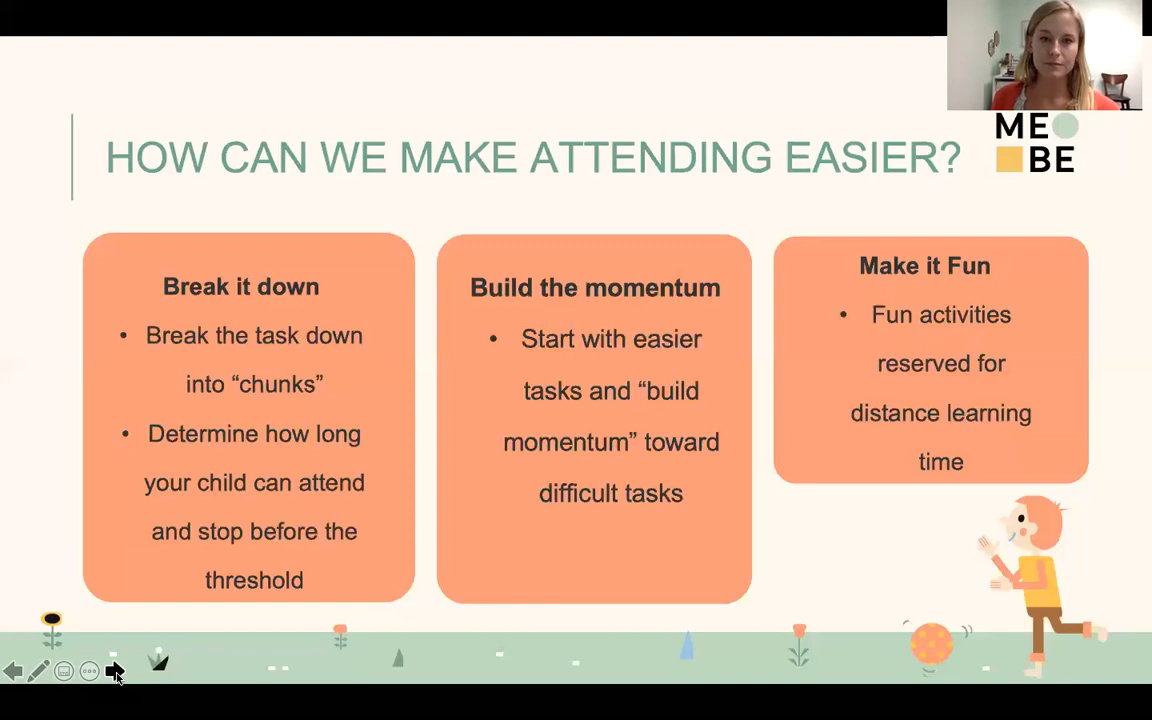 ME
BE
HOW CAN WE MAKE ATTENDING EASIER?
Break it down
• Break the task down
into “chunks”
• Determine how long
your child can attend
and stop before the
threshold
Build the momentum
• Start with easier
tasks and “build
momentum” toward
difficult tasks
Make it Fun
• Fun activities
reserved for
distance learning
time